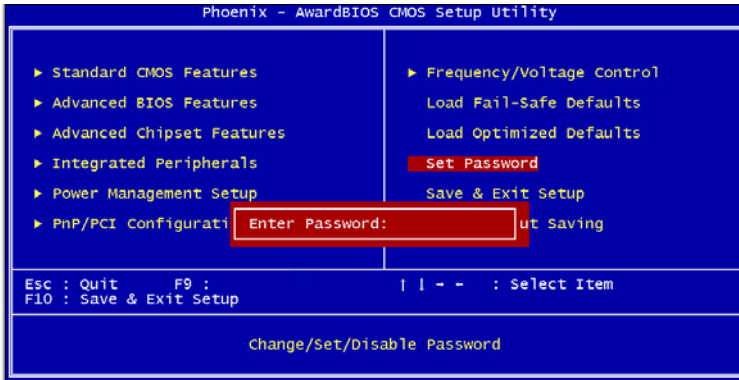 Phoenix - AwardBIOS CMOS Setup Utility
▶ Standard CMOS Features
▶ Advanced BIOS Features
▶ Advanced Chipset Features
▶ Integrated Peripherals
▶ Power Management Setup
▶ PnP/PCI Configurati
▶ Frequency/Voltage Control
Load Fail-Safe Defaults
Load Optimized Defaults
Set Password
Save & Exit Setup
ut Saving
Enter Password:
Esc : Quit F9 :
F10 : Save & Exit Setup
↑ ↓ → ← : Select Item
Change/Set/Disable Password